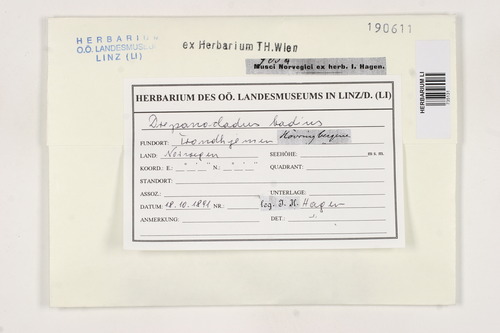 HERBARIUM
O.Ö. LANDESMUSEUM
LINZ (LI)
190611
ex Herbarium TH.Wien
Musci Norvegici ex herb. I. Hagen.
HERBARIUM LI
HERBARIUM DES OÖ. LANDESMUSEUMS IN LINZ/D. (LI)
Drepanocladus badius
FUNDORT: Trondhjemen
LAND: Norwegen SEEHÖHE: m s. m.
KOORD.: E.: ° ' " N.: ° ' " QUADRANT:
STANDORT:
ASSOZ.: UNTERLAGE:
DATUM: 18.10.1891 NR.: leg. I. H. Hagen
ANMERKUNG: DET.: "